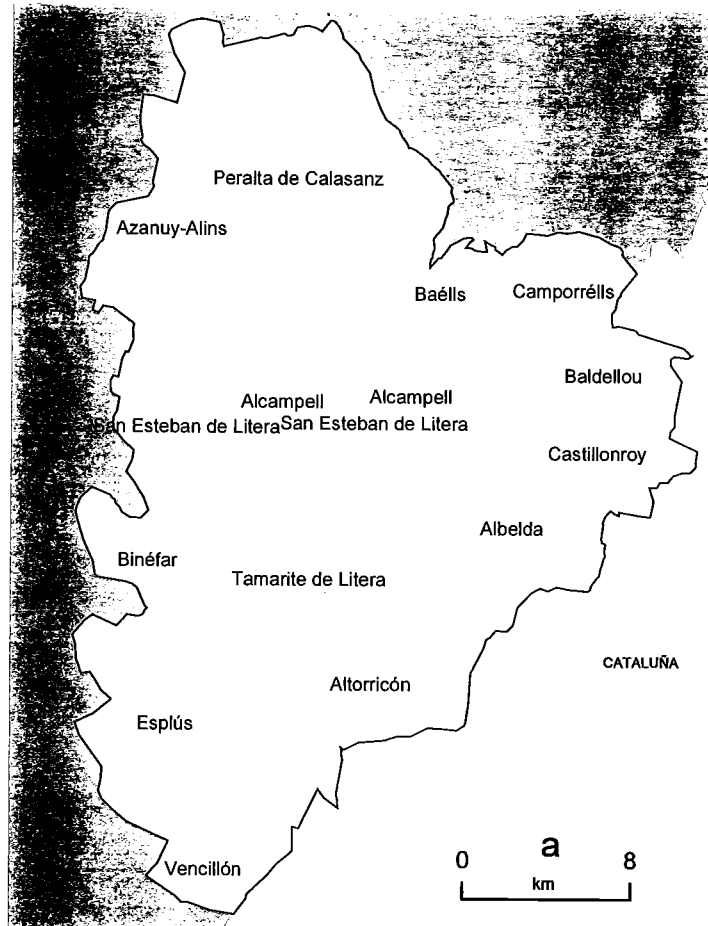 Peralta de Calasanz
Azanuy-Alins
Baélls
Camporrélls
Baldellou
Alcampell
Alcampell
San Esteban de Litera
San Esteban de Litera
Castillonroy
Albelda
Binéfar
Tamarite de Litera
CATALUÑA
Altorricón
Esplús
Vencillón
a
0 8
km